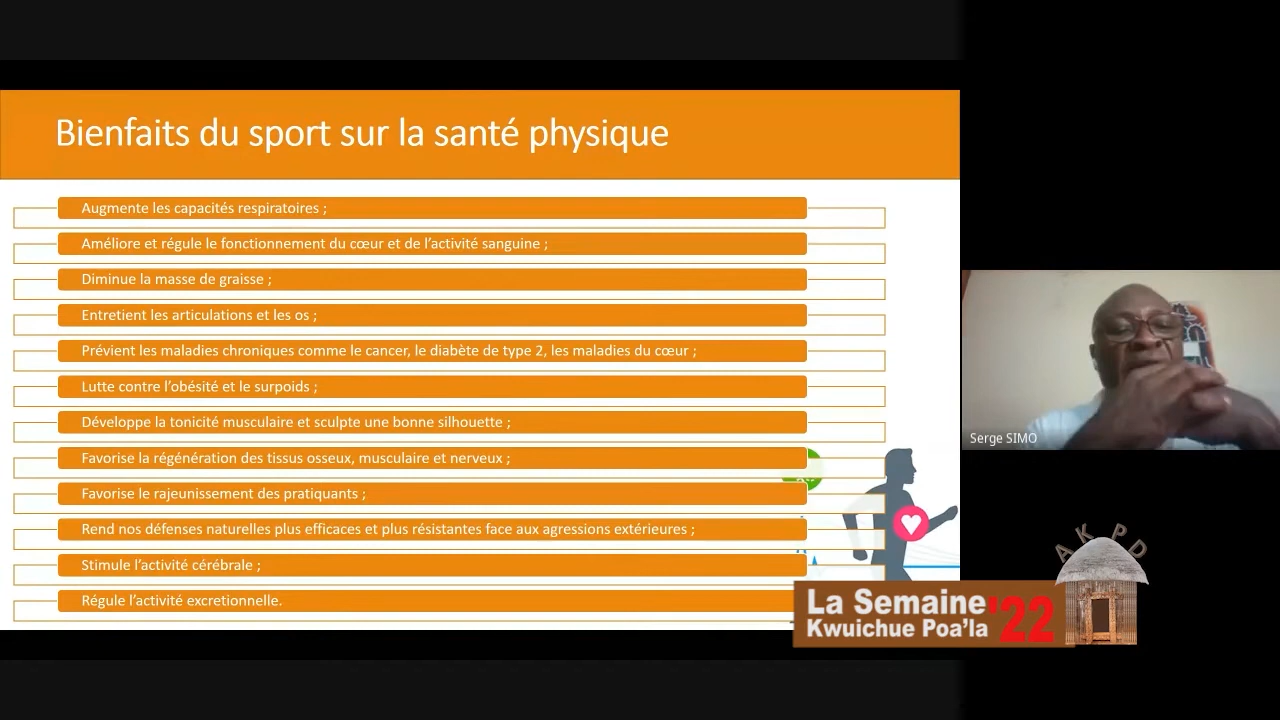 Bienfaits du sport sur la santé physique
Augmente les capacités respiratoires ;
Améliore et régule le fonctionnement du cœur et de l’activité sanguine ;
Diminue la masse de graisse ;
Entretient les articulations et les os ;
Prévient les maladies chroniques comme le cancer, le diabète de type 2, les maladies du cœur ;
Lutte contre l’obésité et le surpoids ;
Développe la tonicité musculaire et sculpte une bonne silhouette ;
Favorise la régénération des tissus osseux, musculaire et nerveux ;
Favorise le rajeunissement des pratiquants ;
Rend nos défenses naturelles plus efficaces et plus résistantes face aux agressions extérieures ;
Stimule l’activité cérébrale ;
Régule l’activité excretionnelle.
Serge SIMO
AKPD
La Semaine'22
Kwuichue Poa’la